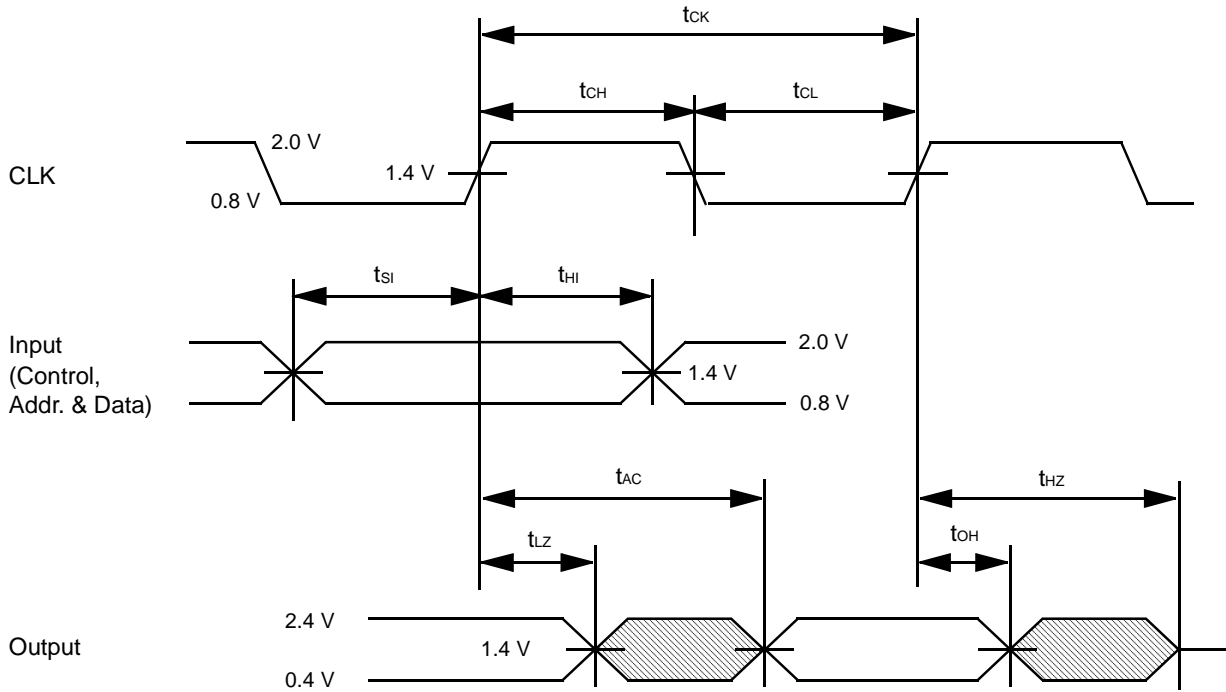 tCK
tCH
tCL
2.0 V
CLK
1.4 V
0.8 V
tSI
tHI
Input
(Control,
Addr. & Data)
2.0 V
1.4 V
0.8 V
tAC
tHZ
tLZ
tOH
2.4 V
Output
1.4 V
0.4 V